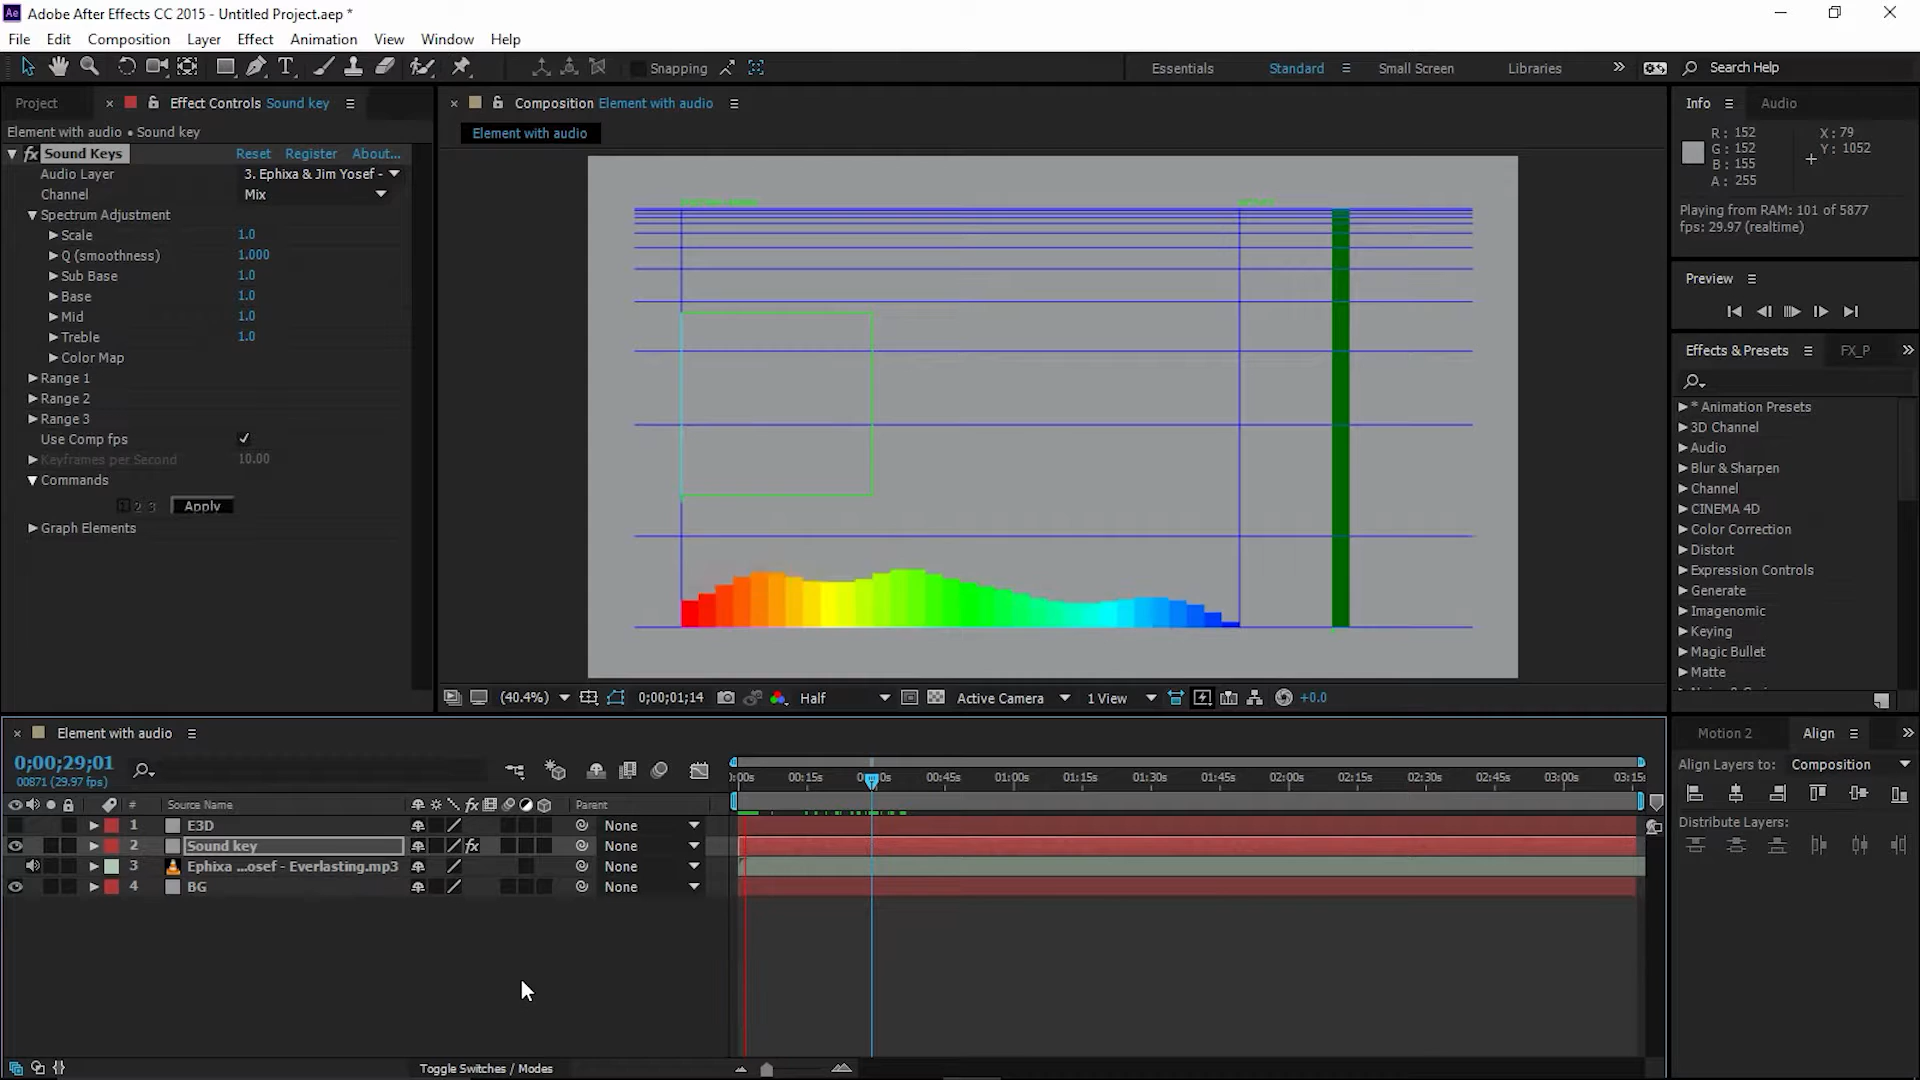 Adobe After Effects CC 2015 - Untitled Project.aep *
File Edit Composition Layer Effect Animation View Window Help
Snapping
Essentials Standard Small Screen Libraries Search Help
Project
Effect Controls Sound key
Element with audio • Sound key
Sound Keys Reset Register About...
Audio Layer 3. Ephixa & Jim Yosef -
Channel Mix
Spectrum Adjustment
Scale 1.0
Q (smoothness) 1.000
Sub Base 1.0
Base 1.0
Mid 1.0
Treble 1.0
Color Map
Range 1
Range 2
Range 3
Use Comp fps
Keyframes per Second 10.00
Commands
1 2 3 Apply
Graph Elements
Composition Element with audio
Element with audio
(40.4%) 0;00;01;14 Half Active Camera 1 View +0.0
Info Audio
R: 152 X: 79
G: 152 Y: 1052
B: 155
A: 255
Playing from RAM: 101 of 5877
fps: 29.97 (realtime)
Preview
Effects & Presets FX_P
* Animation Presets
3D Channel
Audio
Blur & Sharpen
Channel
CINEMA 4D
Color Correction
Distort
Expression Controls
Generate
Imagenomic
Keying
Magic Bullet
Matte
Element with audio
0;00;29;01
00871 (29.97 fps)
# Source Name Parent
1 E3D None
2 Sound key None
3 Ephixa ...osef - Everlasting.mp3 None
4 BG None
:00s 00:15s 00:45s 01:00s 01:15s 01:30s 01:45s 02:00s 02:15s 02:30s 02:45s 03:00s 03:15s
Toggle Switches / Modes
Motion 2 Align
Align Layers to: Composition
Distribute Layers: